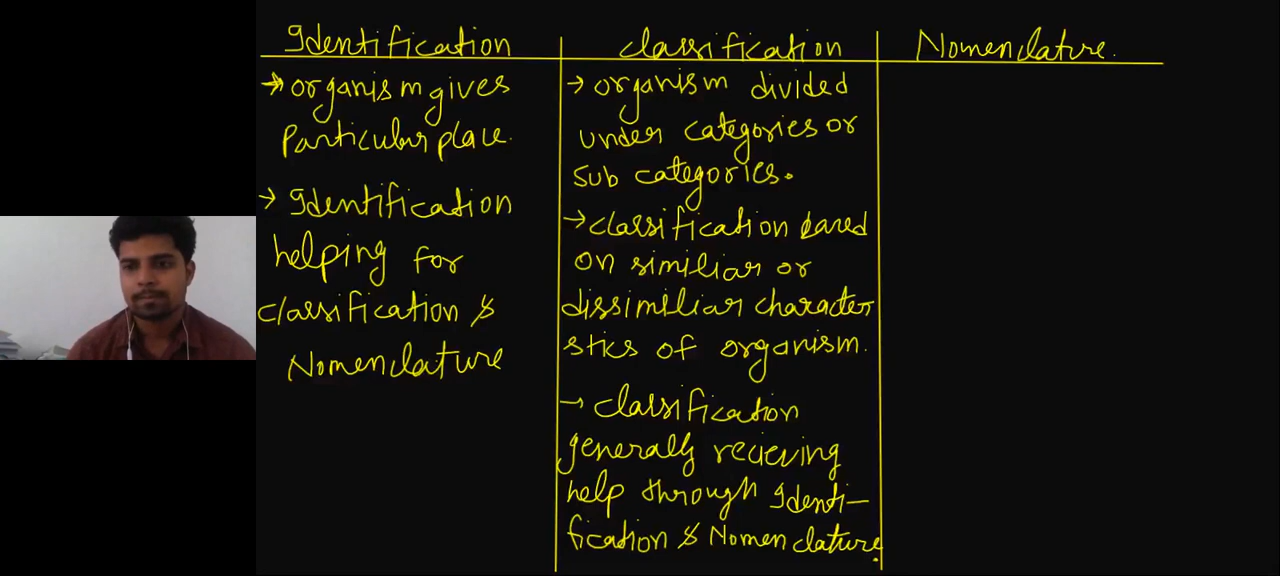 Identification
classification
Nomenclature.
→ organism gives
Particular place.
→ Identification
helping for
classification &
Nomenclature
→ organism divided
under categories or
sub categories.
→ classification based
on similiar or
dissimiliar character
stics of organism.
→ classification
generally recieving
help through Identi-
fication & Nomenclature.